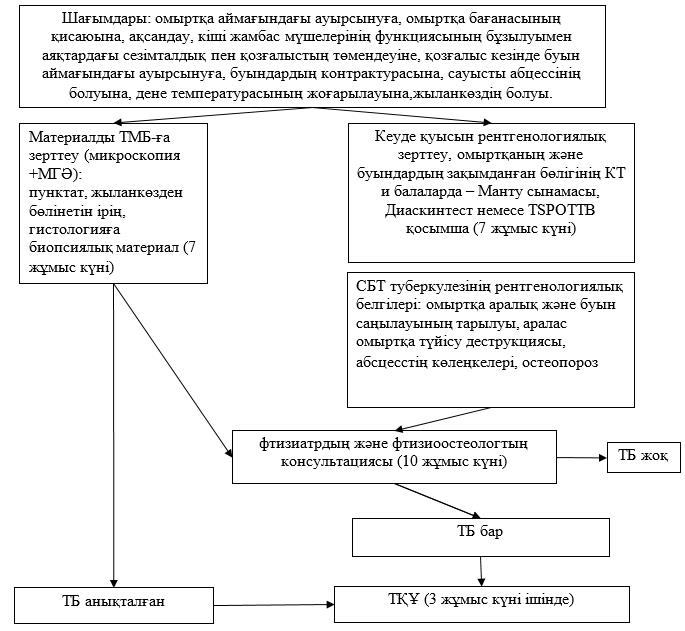 Шағымдары: омыртқа аймағындағы ауырсынуға, омыртқа бағанасының
қисаюына, ақсандау, кіші жамбас мүшелерінің функциясының бұзылуымен
аяқтардағы сезімталдық пен қозғалыстың төмендеуіне, қозғалыс кезінде буын
аймағындағы ауырсынуға, буындардың контрактурасына, сауысты абцессінің
болуына, дене температурасының жоғарылауына,жыланкөздің болуы.
Материалды ТМБ-ға
зерттеу (микроскопия
+МГӘ):
пунктат, жыланкөзден
бөлінетін ірің,
гистологияға
биопсиялық материал (7
жұмыс күні)
Кеуде қуысын рентгенологиялық
зерттеу, омыртқаның және
буындардың зақымданған бөлігінің КТ
и балаларда – Манту сынамасы,
Диаскинтест немесе TSPOTTB
қосымша (7 жұмыс күні)
СБТ туберкулезінің рентгенологиялық
белгілері: омыртқа аралық және буын
саңылауының тарылуы, аралас
омыртқа түйісу деструкциясы,
абсцесстің көлеңкелері, остеопороз
фтизиатрдың және фтизиоостеологтың
консультациясы (10 жұмыс күні)
ТБ жоқ
ТБ бар
ТБ анықталған
ТҚҰ (3 жұмыс күні ішінде)